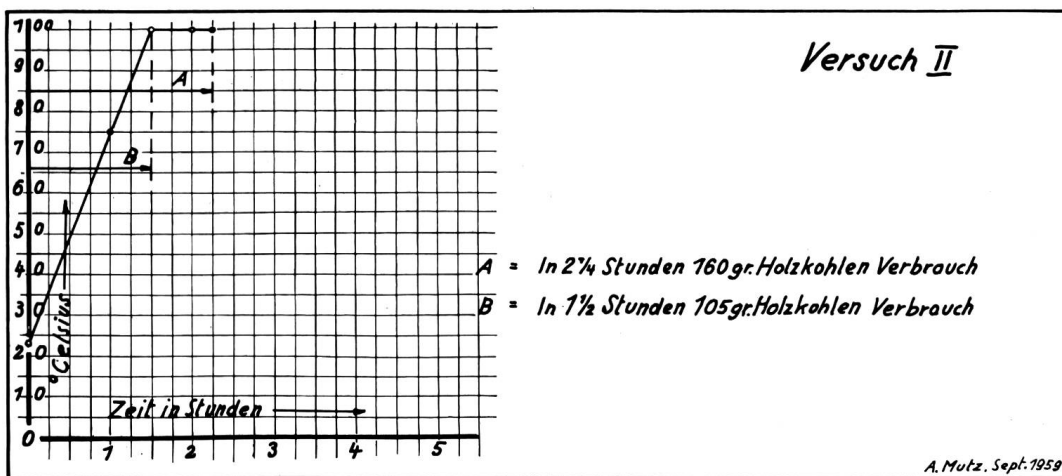 Versuch II
100
90
80
70
60
50
40
30
20
10
0
A
B
°Celsius
Zeit in Stunden
1 2 3 4 5
A = In 2¼ Stunden 160 gr. Holzkohlen Verbrauch
B = In 1½ Stunden 105 gr. Holzkohlen Verbrauch
A. Mutz. Sept. 1959